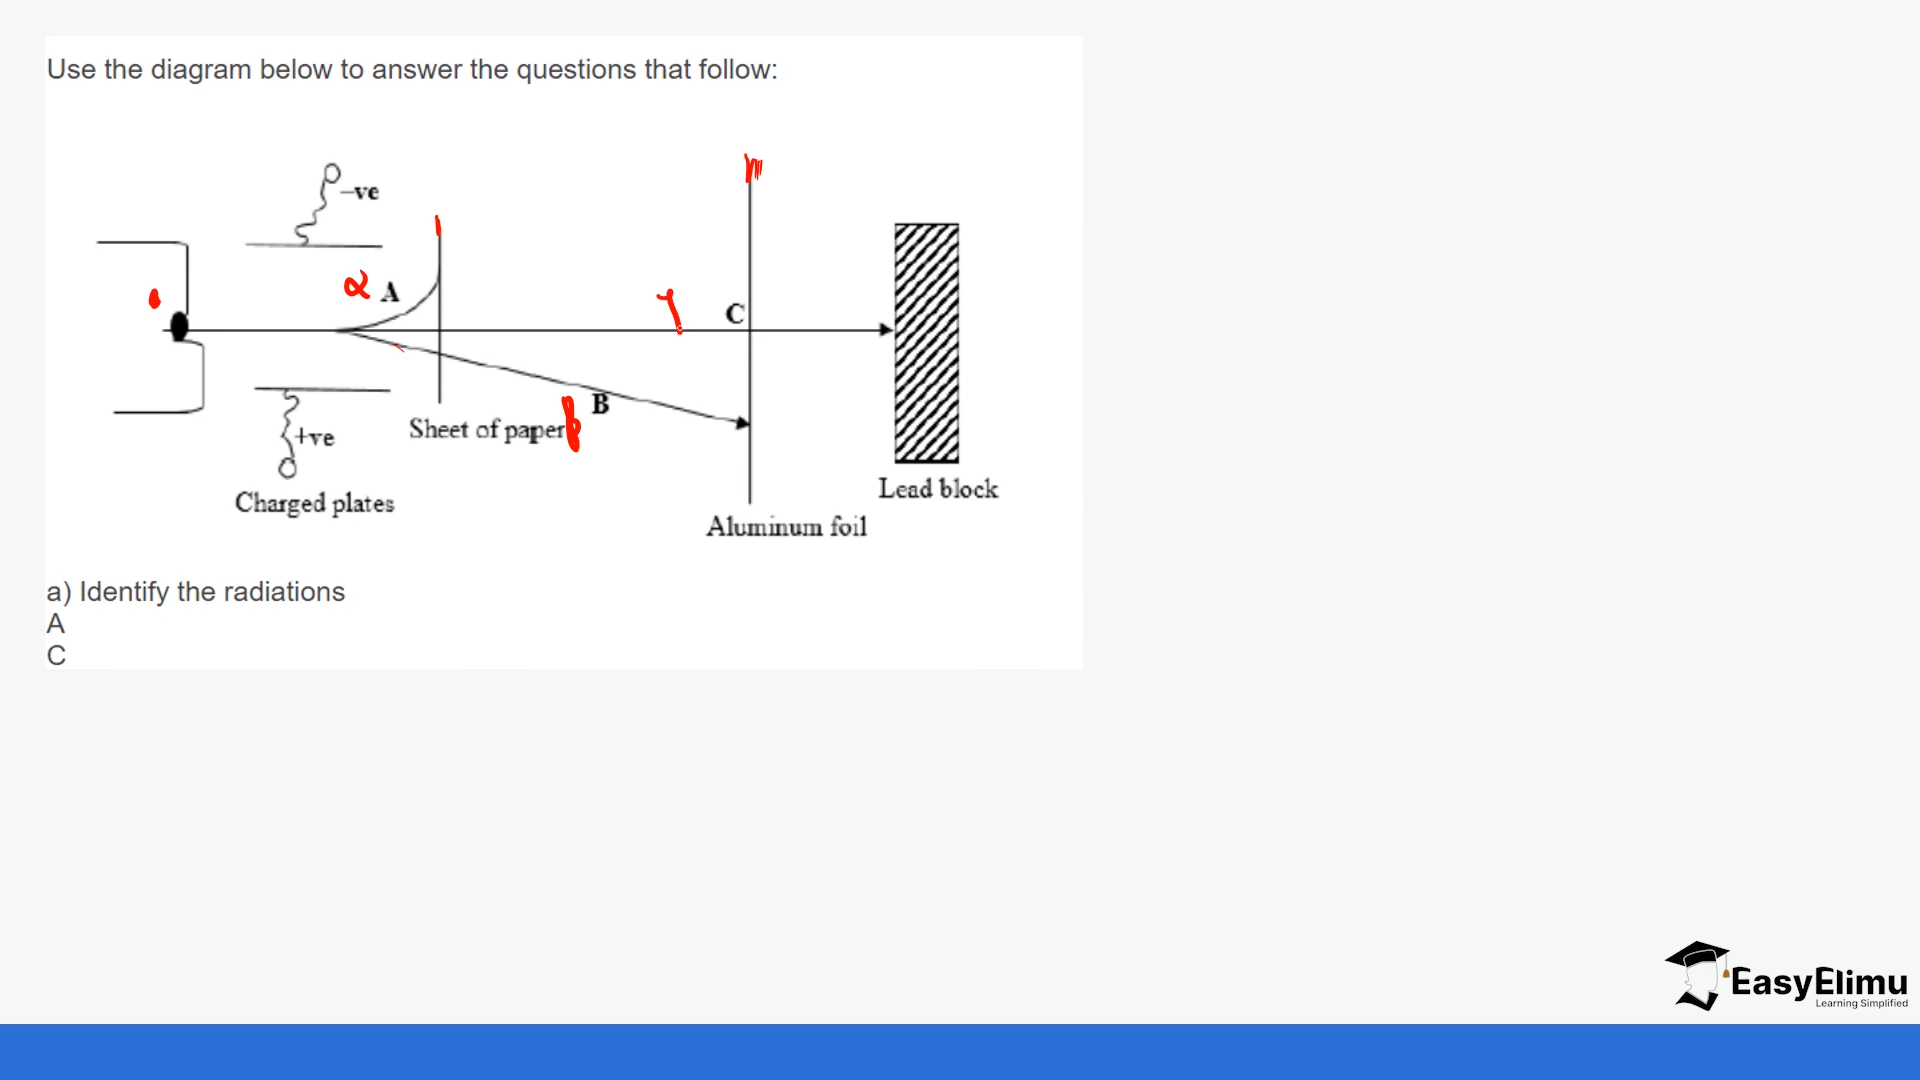 Use the diagram below to answer the questions that follow:
–ve
α A
γ
C
B
β
Sheet of paper
+ve
Charged plates
Lead block
Aluminum foil
a) Identify the radiations
A
C
EasyElimu
Learning Simplified